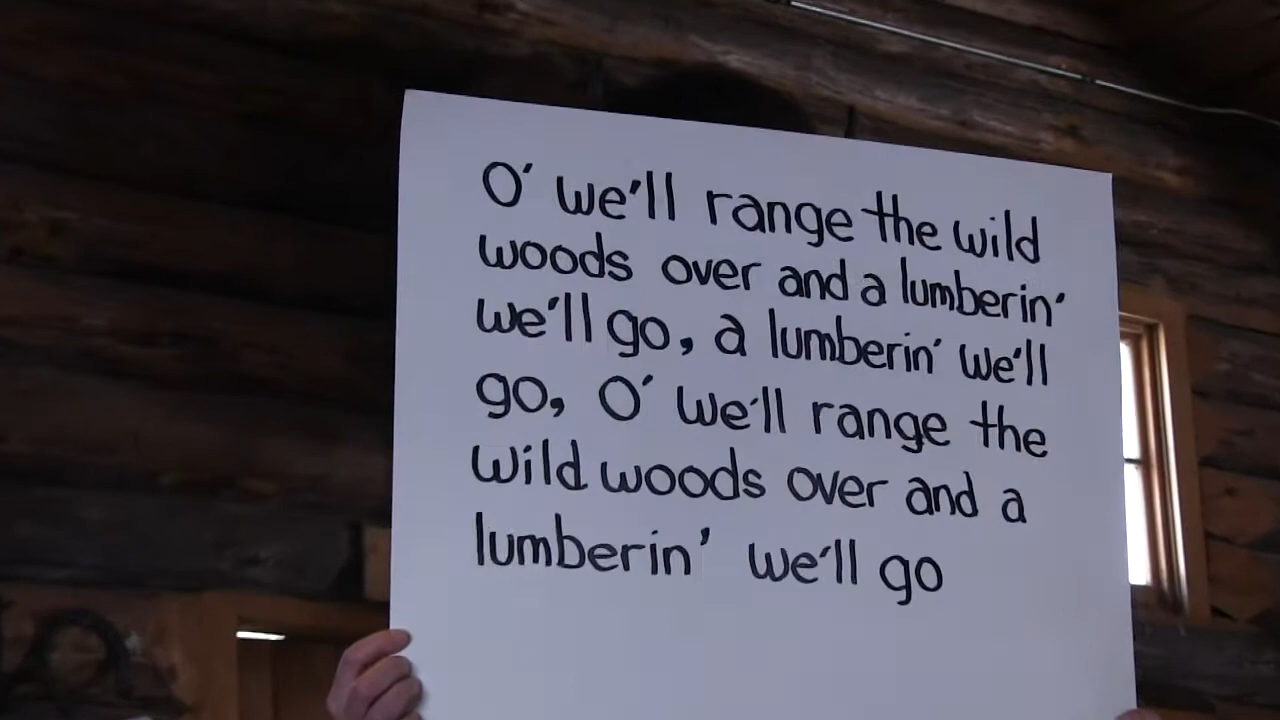 O' we'll range the wild
woods over and a lumberin'
we'll go, a lumberin' we'll
go, O' we'll range the
wild woods over and a
lumberin' we'll go